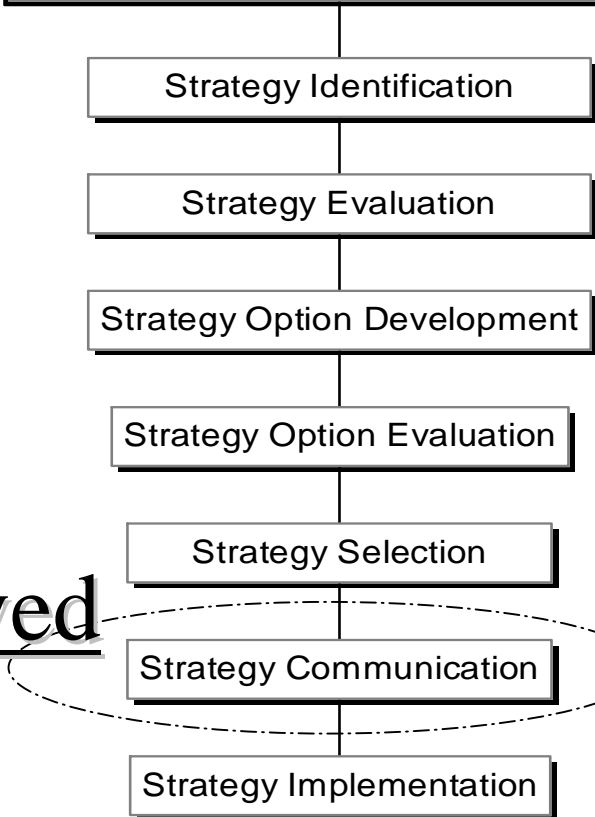 Strategy Identification
Strategy Evaluation
Strategy Option Development
Strategy Option Evaluation
Strategy Selection
Strategy Communication
Strategy Implementation